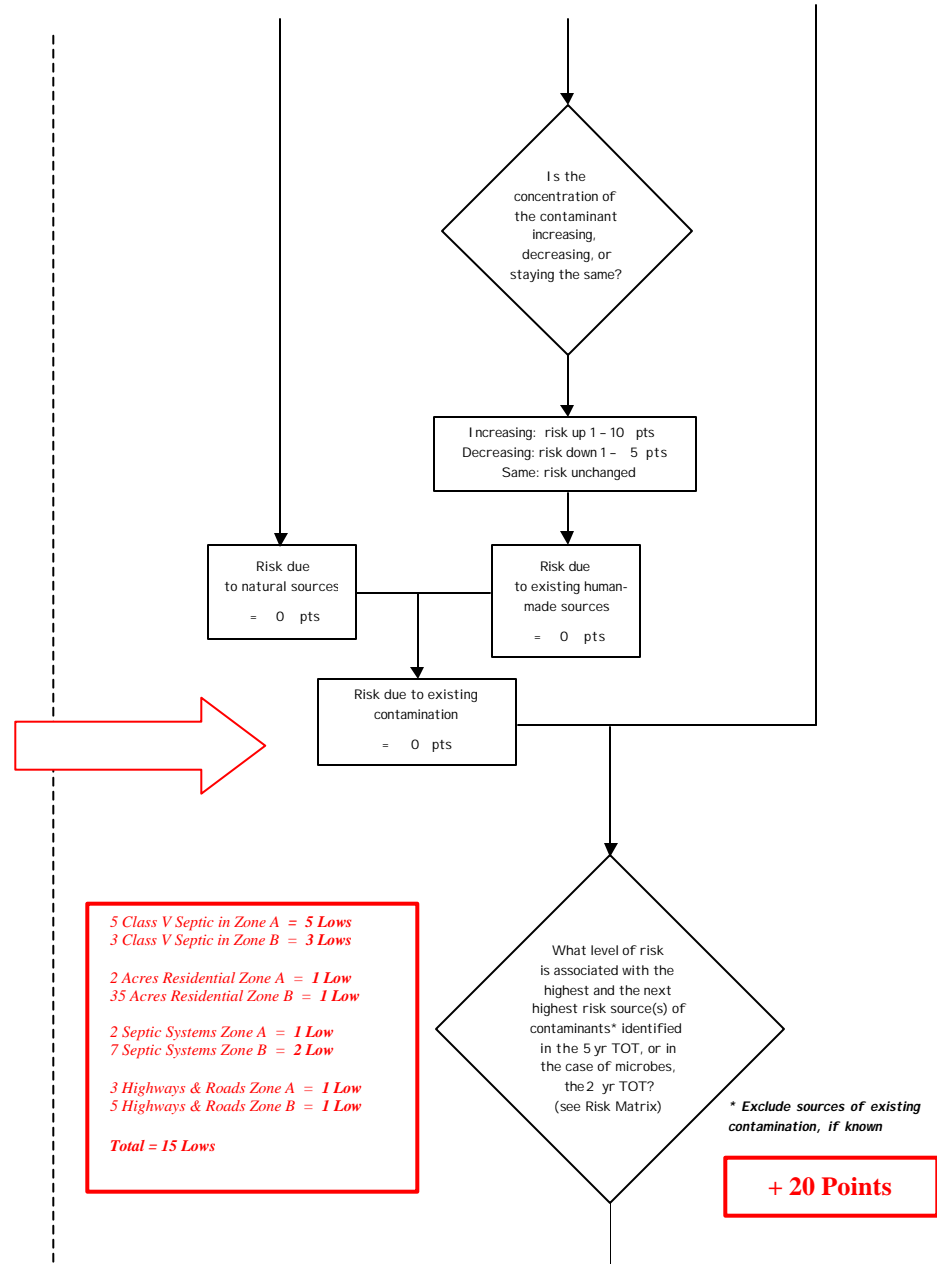 Is the
concentration of
the contaminant
increasing,
decreasing, or
staying the same?
Increasing: risk up 1 – 10 pts
Decreasing: risk down 1 – 5 pts
Same: risk unchanged
Risk due
to natural sources
= 0 pts
Risk due
to existing human-
made sources
= 0 pts
Risk due to existing
contamination
= 0 pts
5 Class V Septic in Zone A = 5 Lows
3 Class V Septic in Zone B = 3 Lows
2 Acres Residential Zone A = 1 Low
35 Acres Residential Zone B = 1 Low
2 Septic Systems Zone A = 1 Low
7 Septic Systems Zone B = 2 Low
3 Highways & Roads Zone A = 1 Low
5 Highways & Roads Zone B = 1 Low
Total = 15 Lows
What level of risk
is associated with the
highest and the next
highest risk source(s) of
contaminants* identified
in the 5 yr TOT, or in
the case of microbes,
the 2 yr TOT?
(see Risk Matrix)
* Exclude sources of existing
contamination, if known
+ 20 Points